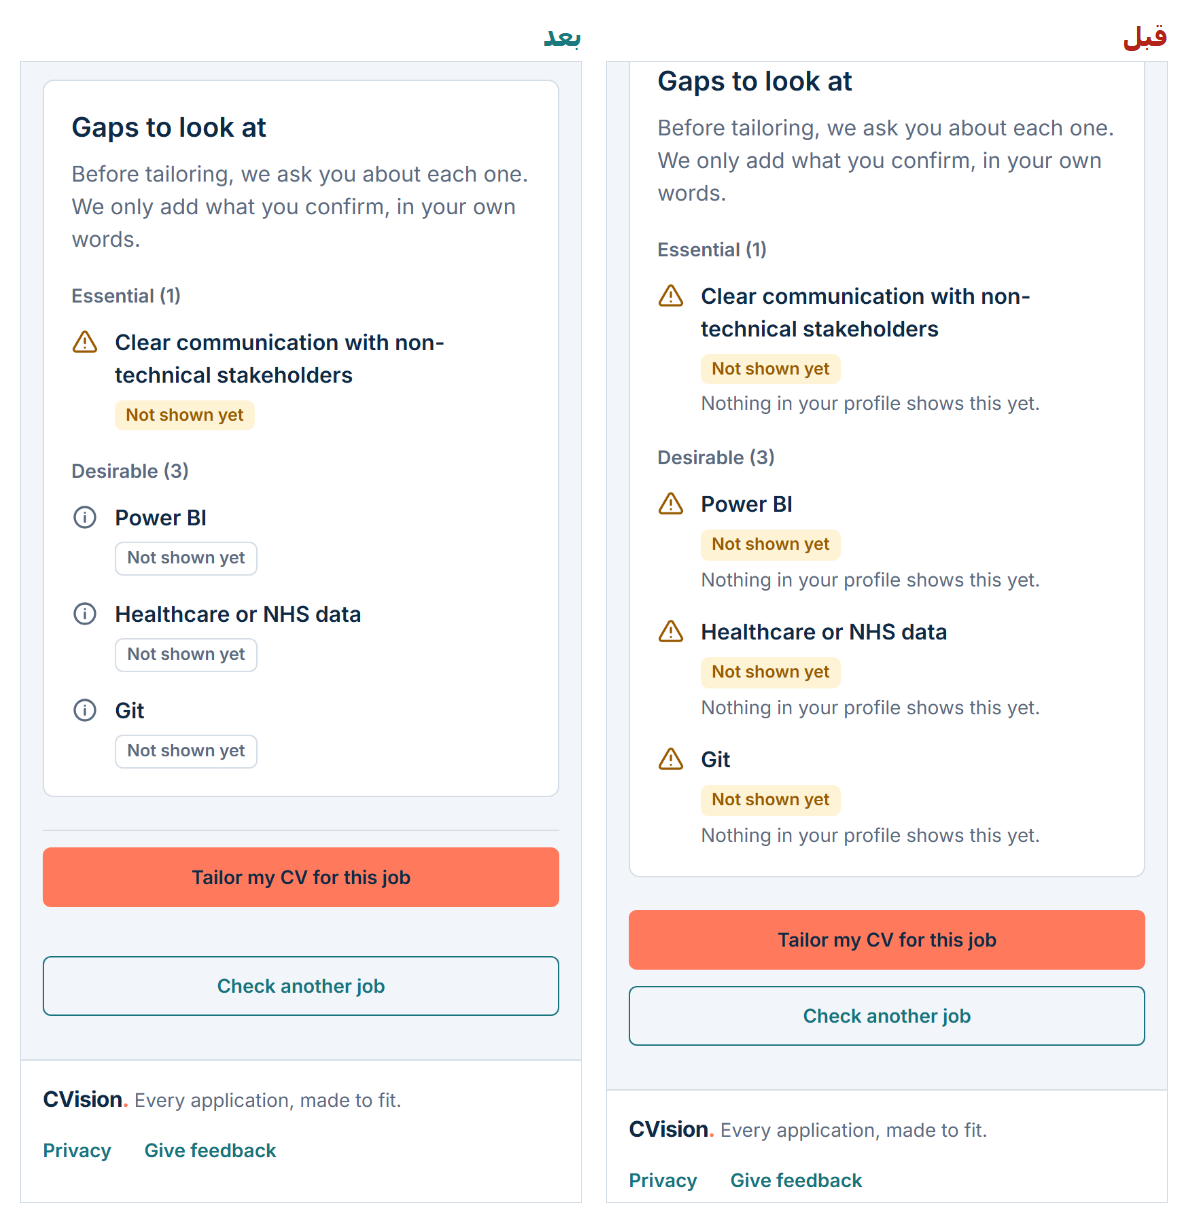 قبل
Gaps to look at
Before tailoring, we ask you about each one.
We only add what you confirm, in your own
words.
Essential (1)
Clear communication with non-
technical stakeholders
Not shown yet
Nothing in your profile shows this yet.
Desirable (3)
Power BI
Not shown yet
Nothing in your profile shows this yet.
Healthcare or NHS data
Not shown yet
Nothing in your profile shows this yet.
Git
Not shown yet
Nothing in your profile shows this yet.
Tailor my CV for this job
Check another job
CVision. Every application, made to fit.
Privacy Give feedback
بعد
Gaps to look at
Before tailoring, we ask you about each one.
We only add what you confirm, in your own
words.
Essential (1)
Clear communication with non-
technical stakeholders
Not shown yet
Desirable (3)
Power BI
Not shown yet
Healthcare or NHS data
Not shown yet
Git
Not shown yet
Tailor my CV for this job
Check another job
CVision. Every application, made to fit.
Privacy Give feedback